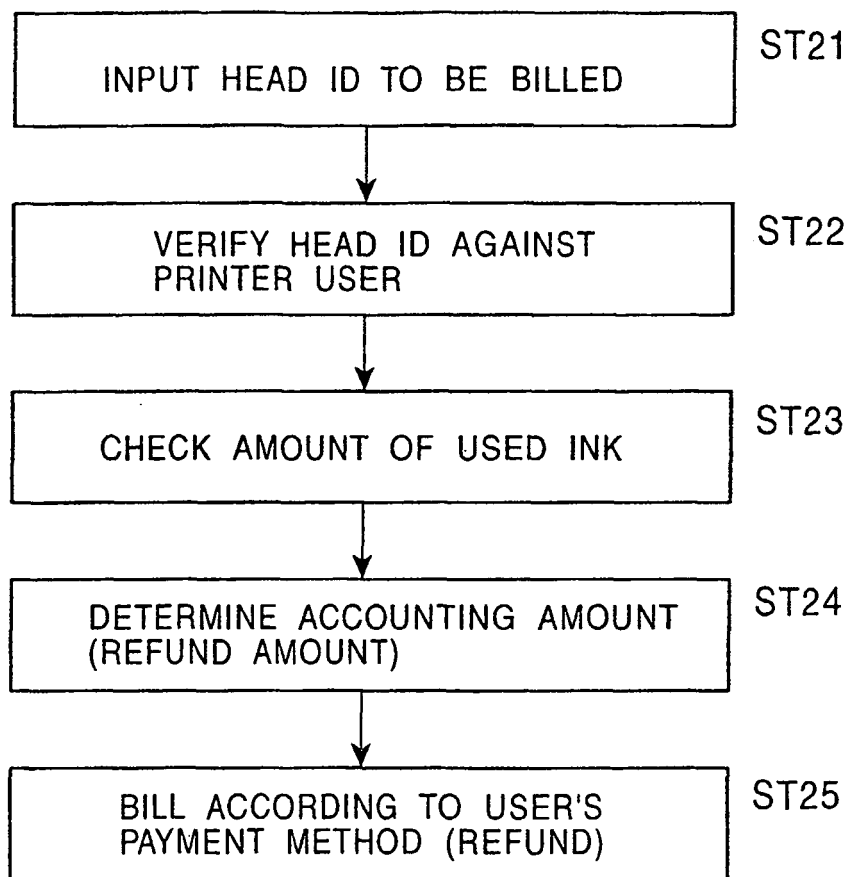 ST21
INPUT HEAD ID TO BE BILLED
ST22
VERIFY HEAD ID AGAINST
PRINTER USER
ST23
CHECK AMOUNT OF USED INK
ST24
DETERMINE ACCOUNTING AMOUNT
(REFUND AMOUNT)
ST25
BILL ACCORDING TO USER'S
PAYMENT METHOD (REFUND)